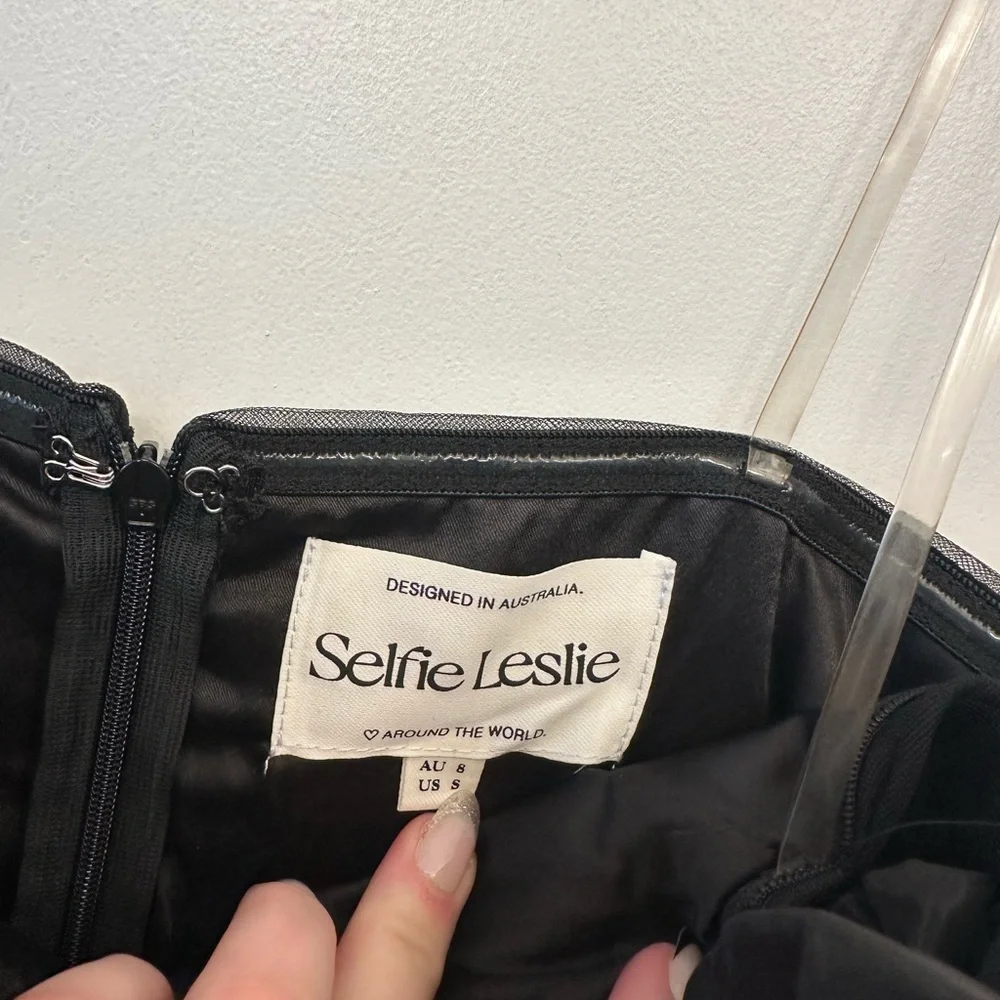 DESIGNED IN AUSTRALIA.
Selfie Leslie
♡ AROUND THE WORLD.
AU 8
US S